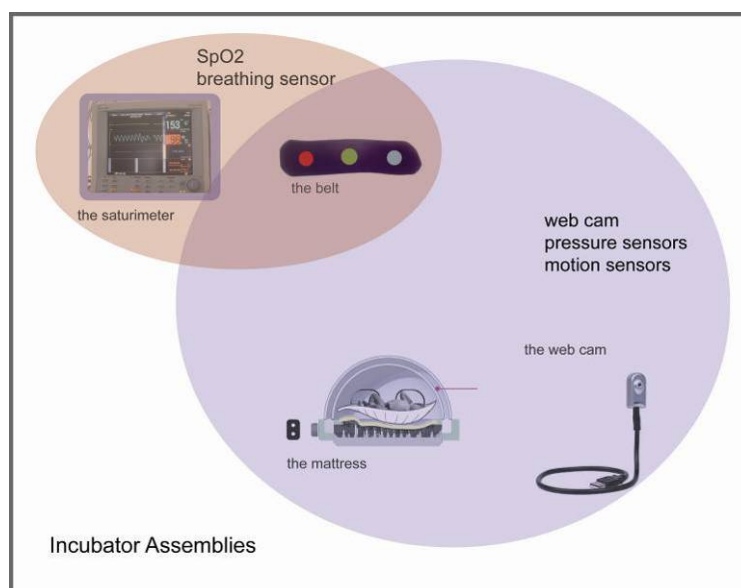 SpO2
breathing sensor
153
the saturimeter
the belt
web cam
pressure sensors
motion sensors
the web cam
the mattress
Incubator Assemblies